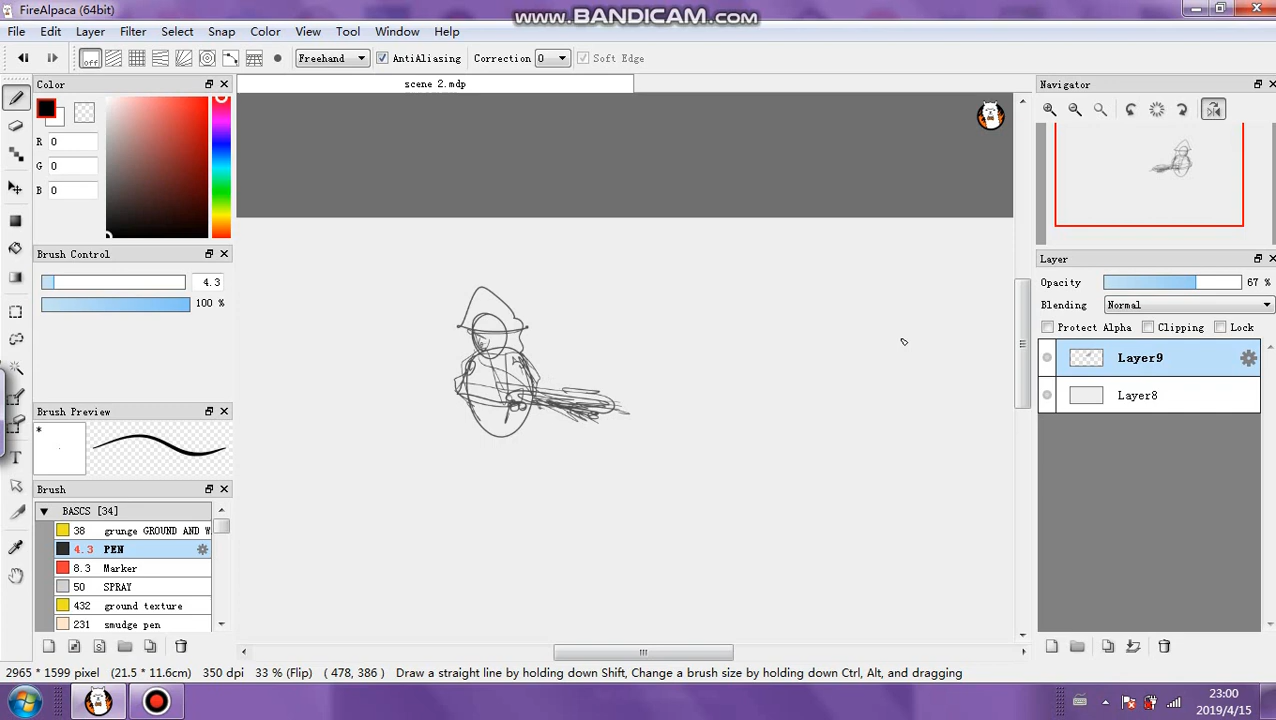 FireAlpaca (64bit)
www.BANDICAM.com
File Edit Layer Filter Select Snap Color View Tool Window Help
off Freehand AntiAliasing Correction 0 Soft Edge
Color
scene 2.mdp
Navigator
R 0
G 0
B 0
Brush Control
4.3
100 %
Layer
Opacity 67 %
Blending Normal
Protect Alpha Clipping Lock
Layer9
Layer8
Brush Preview
T
Brush
BASCS [34]
38 grunge GROUND AND W
4.3 PEN
8.3 Marker
50 SPRAY
432 ground texture
231 smudge pen
2965 * 1599 pixel (21.5 * 11.6cm) 350 dpi 33 % (Flip) ( 478, 386 ) Draw a straight line by holding down Shift, Change a brush size by holding down Ctrl, Alt, and dragging
23:00
2019/4/15